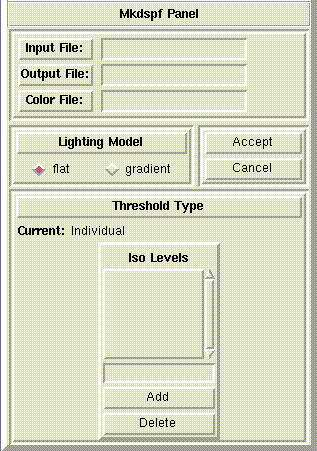 Mkdspf Panel
Input File:
Output File:
Color File:
Lighting Model
flat gradient
Accept
Cancel
Threshold Type
Current: Individual
Iso Levels
Add
Delete